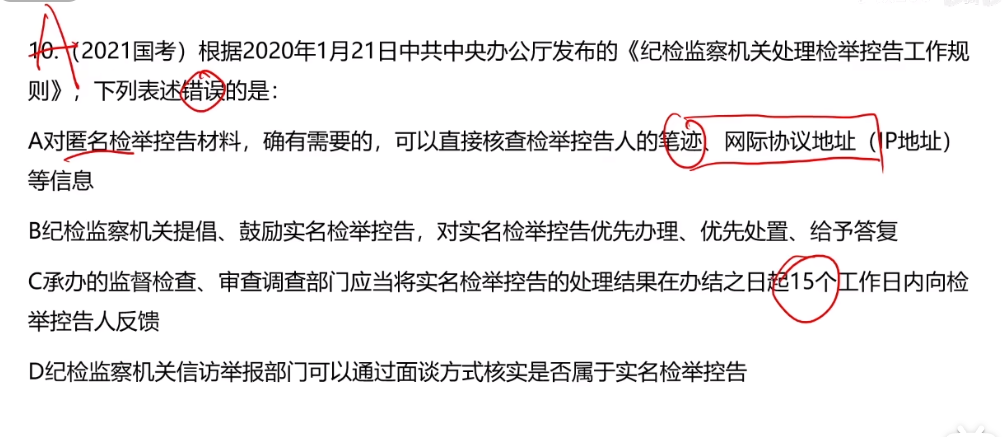 A
10.（2021国考）根据2020年1月21日中共中央办公厅发布的《纪检监察机关处理检举控告工作规
则》，下列表述错误的是：
A对匿名检举控告材料，确有需要的，可以直接核查检举控告人的笔迹、网际协议地址（IP地址）
等信息
B纪检监察机关提倡、鼓励实名检举控告，对实名检举控告优先办理、优先处置、给予答复
C承办的监督检查、审查调查部门应当将实名检举控告的处理结果在办结之日起15个工作日内向检
举控告人反馈
D纪检监察机关信访举报部门可以通过面谈方式核实是否属于实名检举控告